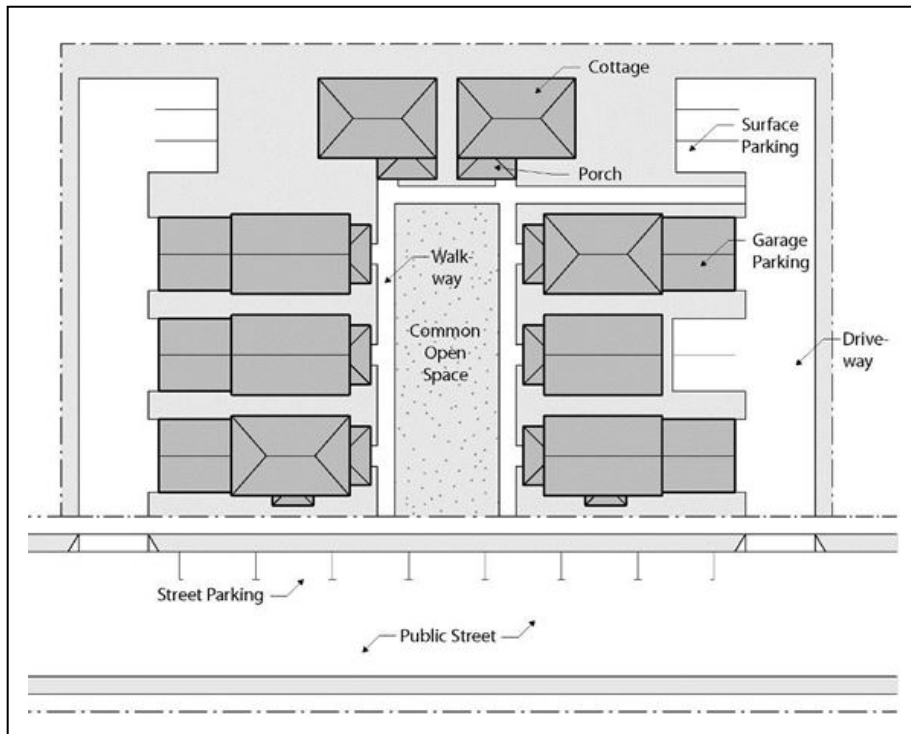 Cottage
Surface
Parking
Porch
Garage
Parking
Walk-
way
Common
Open
Space
Drive-
way
Street Parking
Public Street